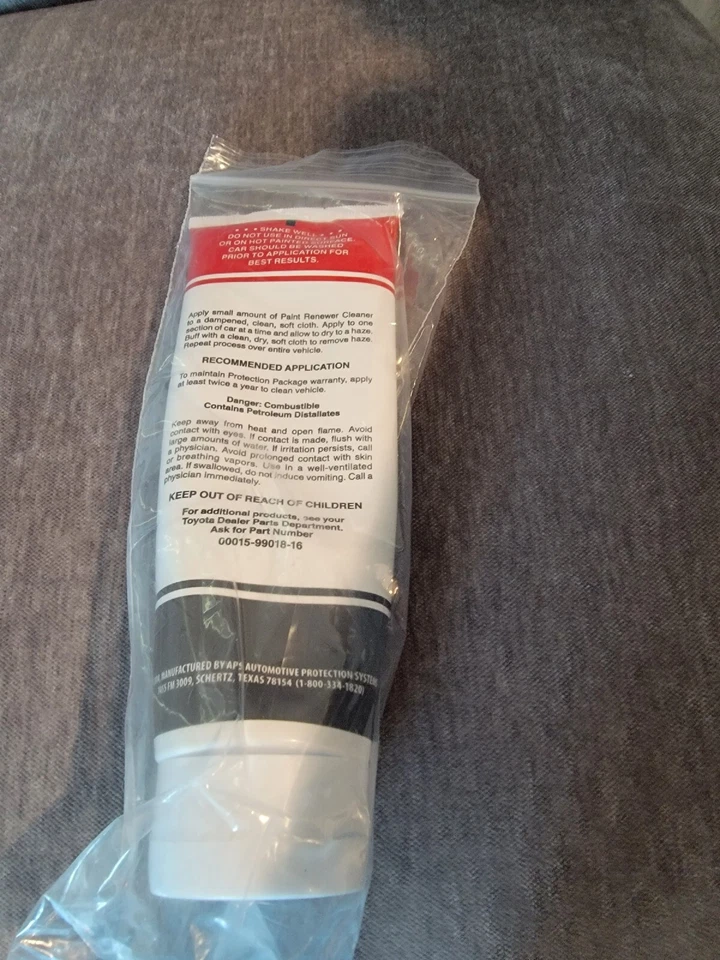 • • • SHAKE WELL • • •
DO NOT USE IN DIRECT SUN
OR ON HOT PAINTED SURFACE.
CAR SHOULD BE WASHED
PRIOR TO APPLICATION FOR
BEST RESULTS.
Apply small amount of Paint Renewer Cleaner
to a dampened, clean, soft cloth. Apply to one
section of car at a time and allow to dry to a haze.
Buff with a clean, dry, soft cloth to remove haze.
Repeat process over entire vehicle.
RECOMMENDED APPLICATION
To maintain Protection Package warranty, apply
at least twice a year to clean vehicle.
Danger: Combustible
Contains Petroleum Distallates
Keep away from heat and open flame. Avoid
contact with eyes. If contact is made, flush with
large amounts of water. If irritation persists, call
a physician. Avoid prolonged contact with skin
or breathing vapors. Use in a well-ventilated
area. If swallowed, do not induce vomiting. Call a
physician immediately.
KEEP OUT OF REACH OF CHILDREN
For additional products, see your
Toyota Dealer Parts Department.
Ask for Part Number
00015-99018-16
MANUFACTURED BY APS AUTOMOTIVE PROTECTION SYSTEMS
FM 3009, SCHERTZ, TEXAS 78154 (1-800-334-1820)